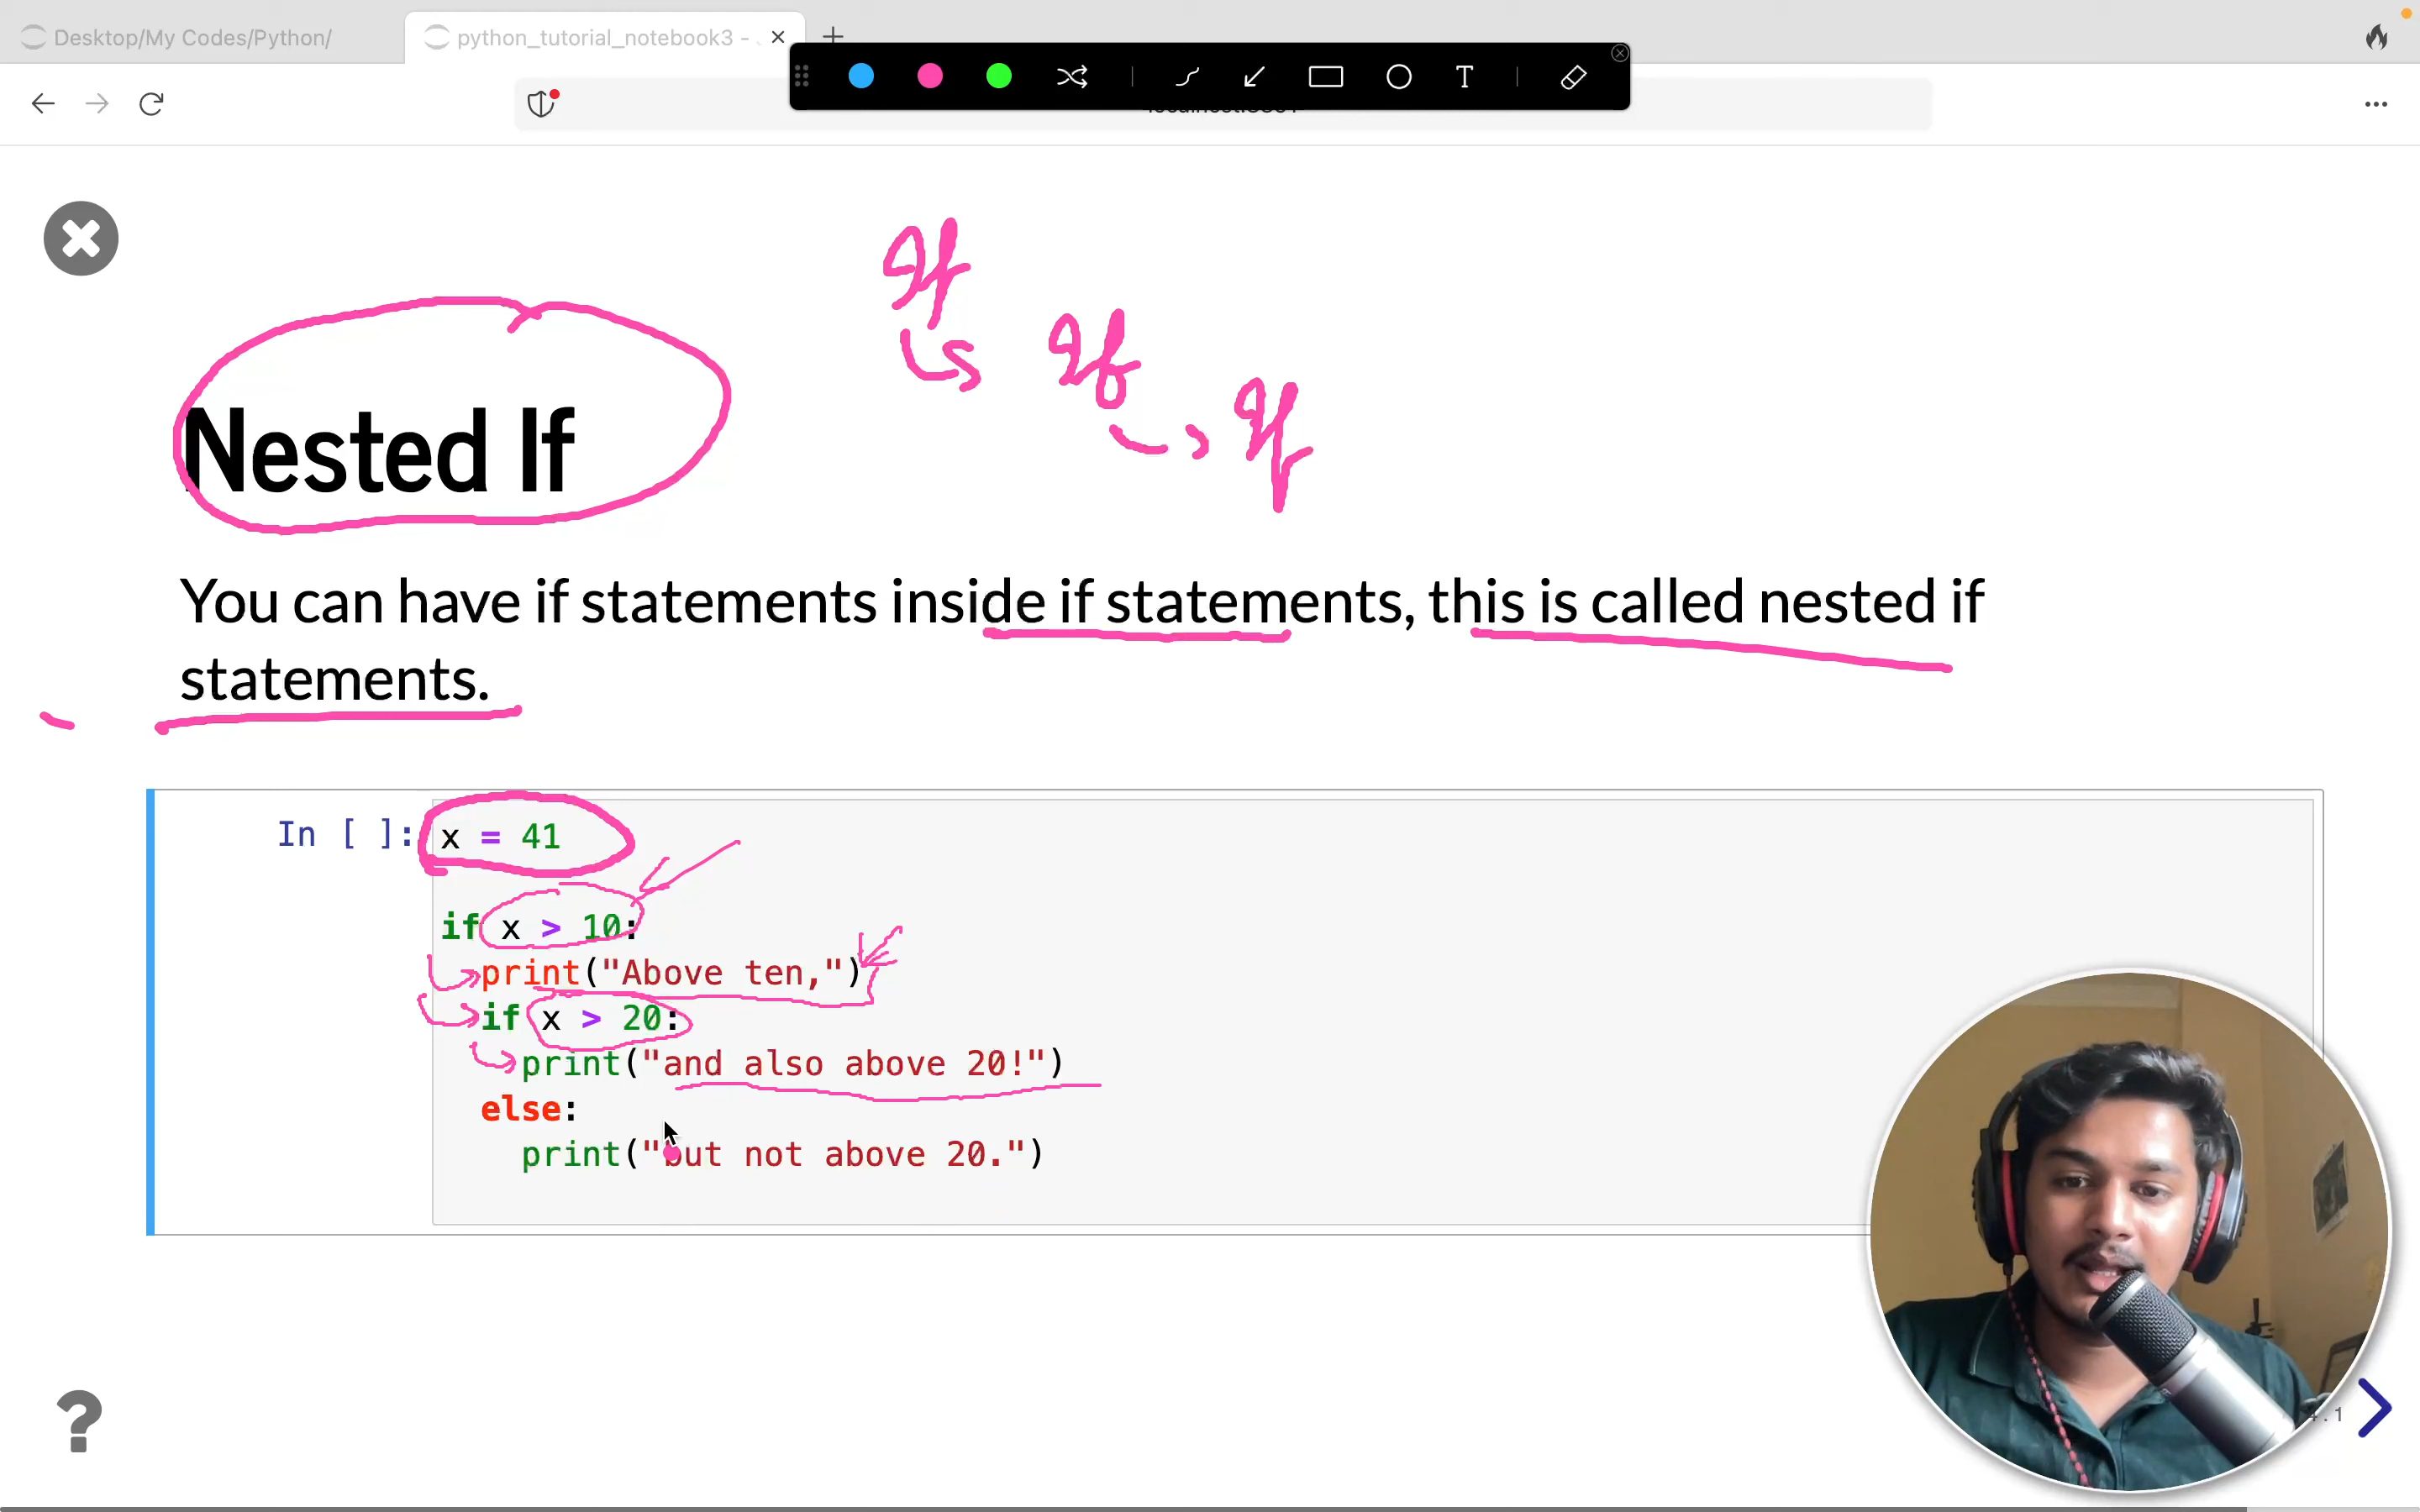 Desktop/My Codes/Python/
python_tutorial_notebook3 -
T
If
If
If
Nested If
You can have if statements inside if statements, this is called nested if
statements.
In [ ]:
x = 41
if x > 10:
print("Above ten,")
if x > 20:
print("and also above 20!")
else:
print("but not above 20.")
?